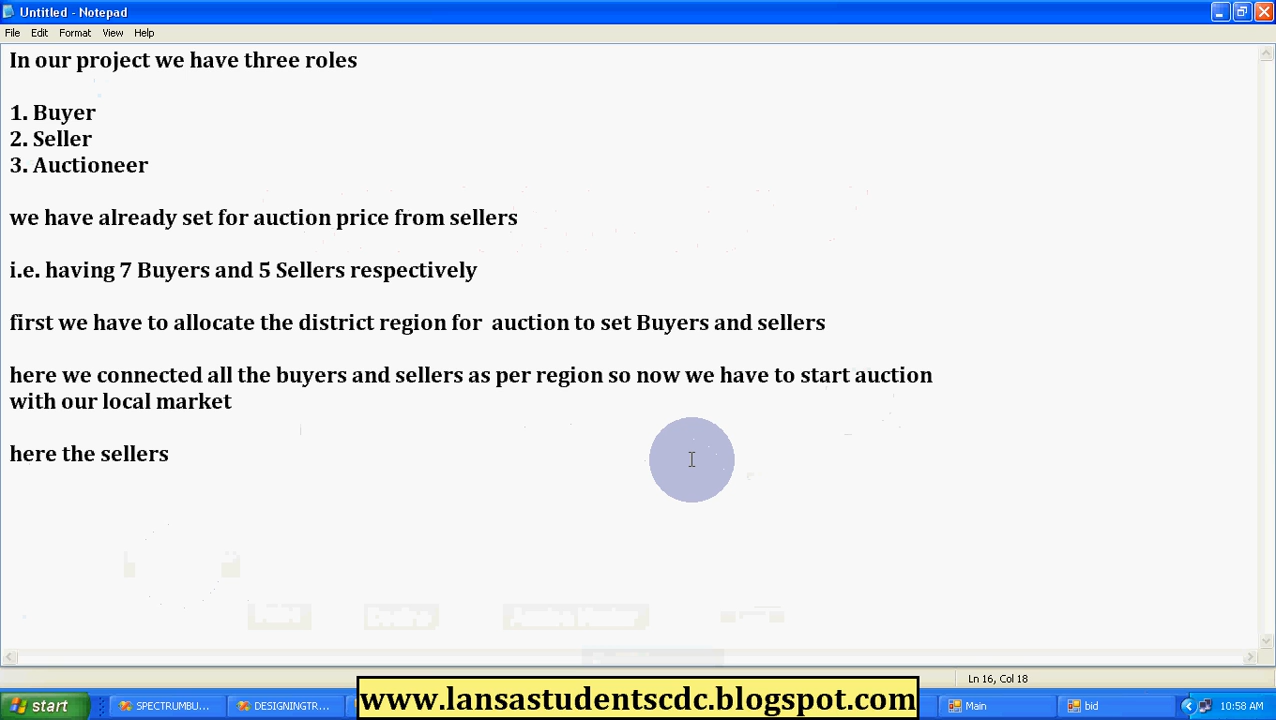 Untitled - Notepad
File Edit Format View Help
In our project we have three roles
1. Buyer
2. Seller
3. Auctioneer
we have already set for auction price from sellers
i.e. having 7 Buyers and 5 Sellers respectively
first we have to allocate the district region for  auction to set Buyers and sellers
here we connected all the buyers and sellers as per region so now we have to start auction
with our local market
here the sellers
Ln 16, Col 18
start SPECTRUMBU... DESIGNINGTR... www.lansastudentscdc.blogspot.com Main bid 10:58 AM